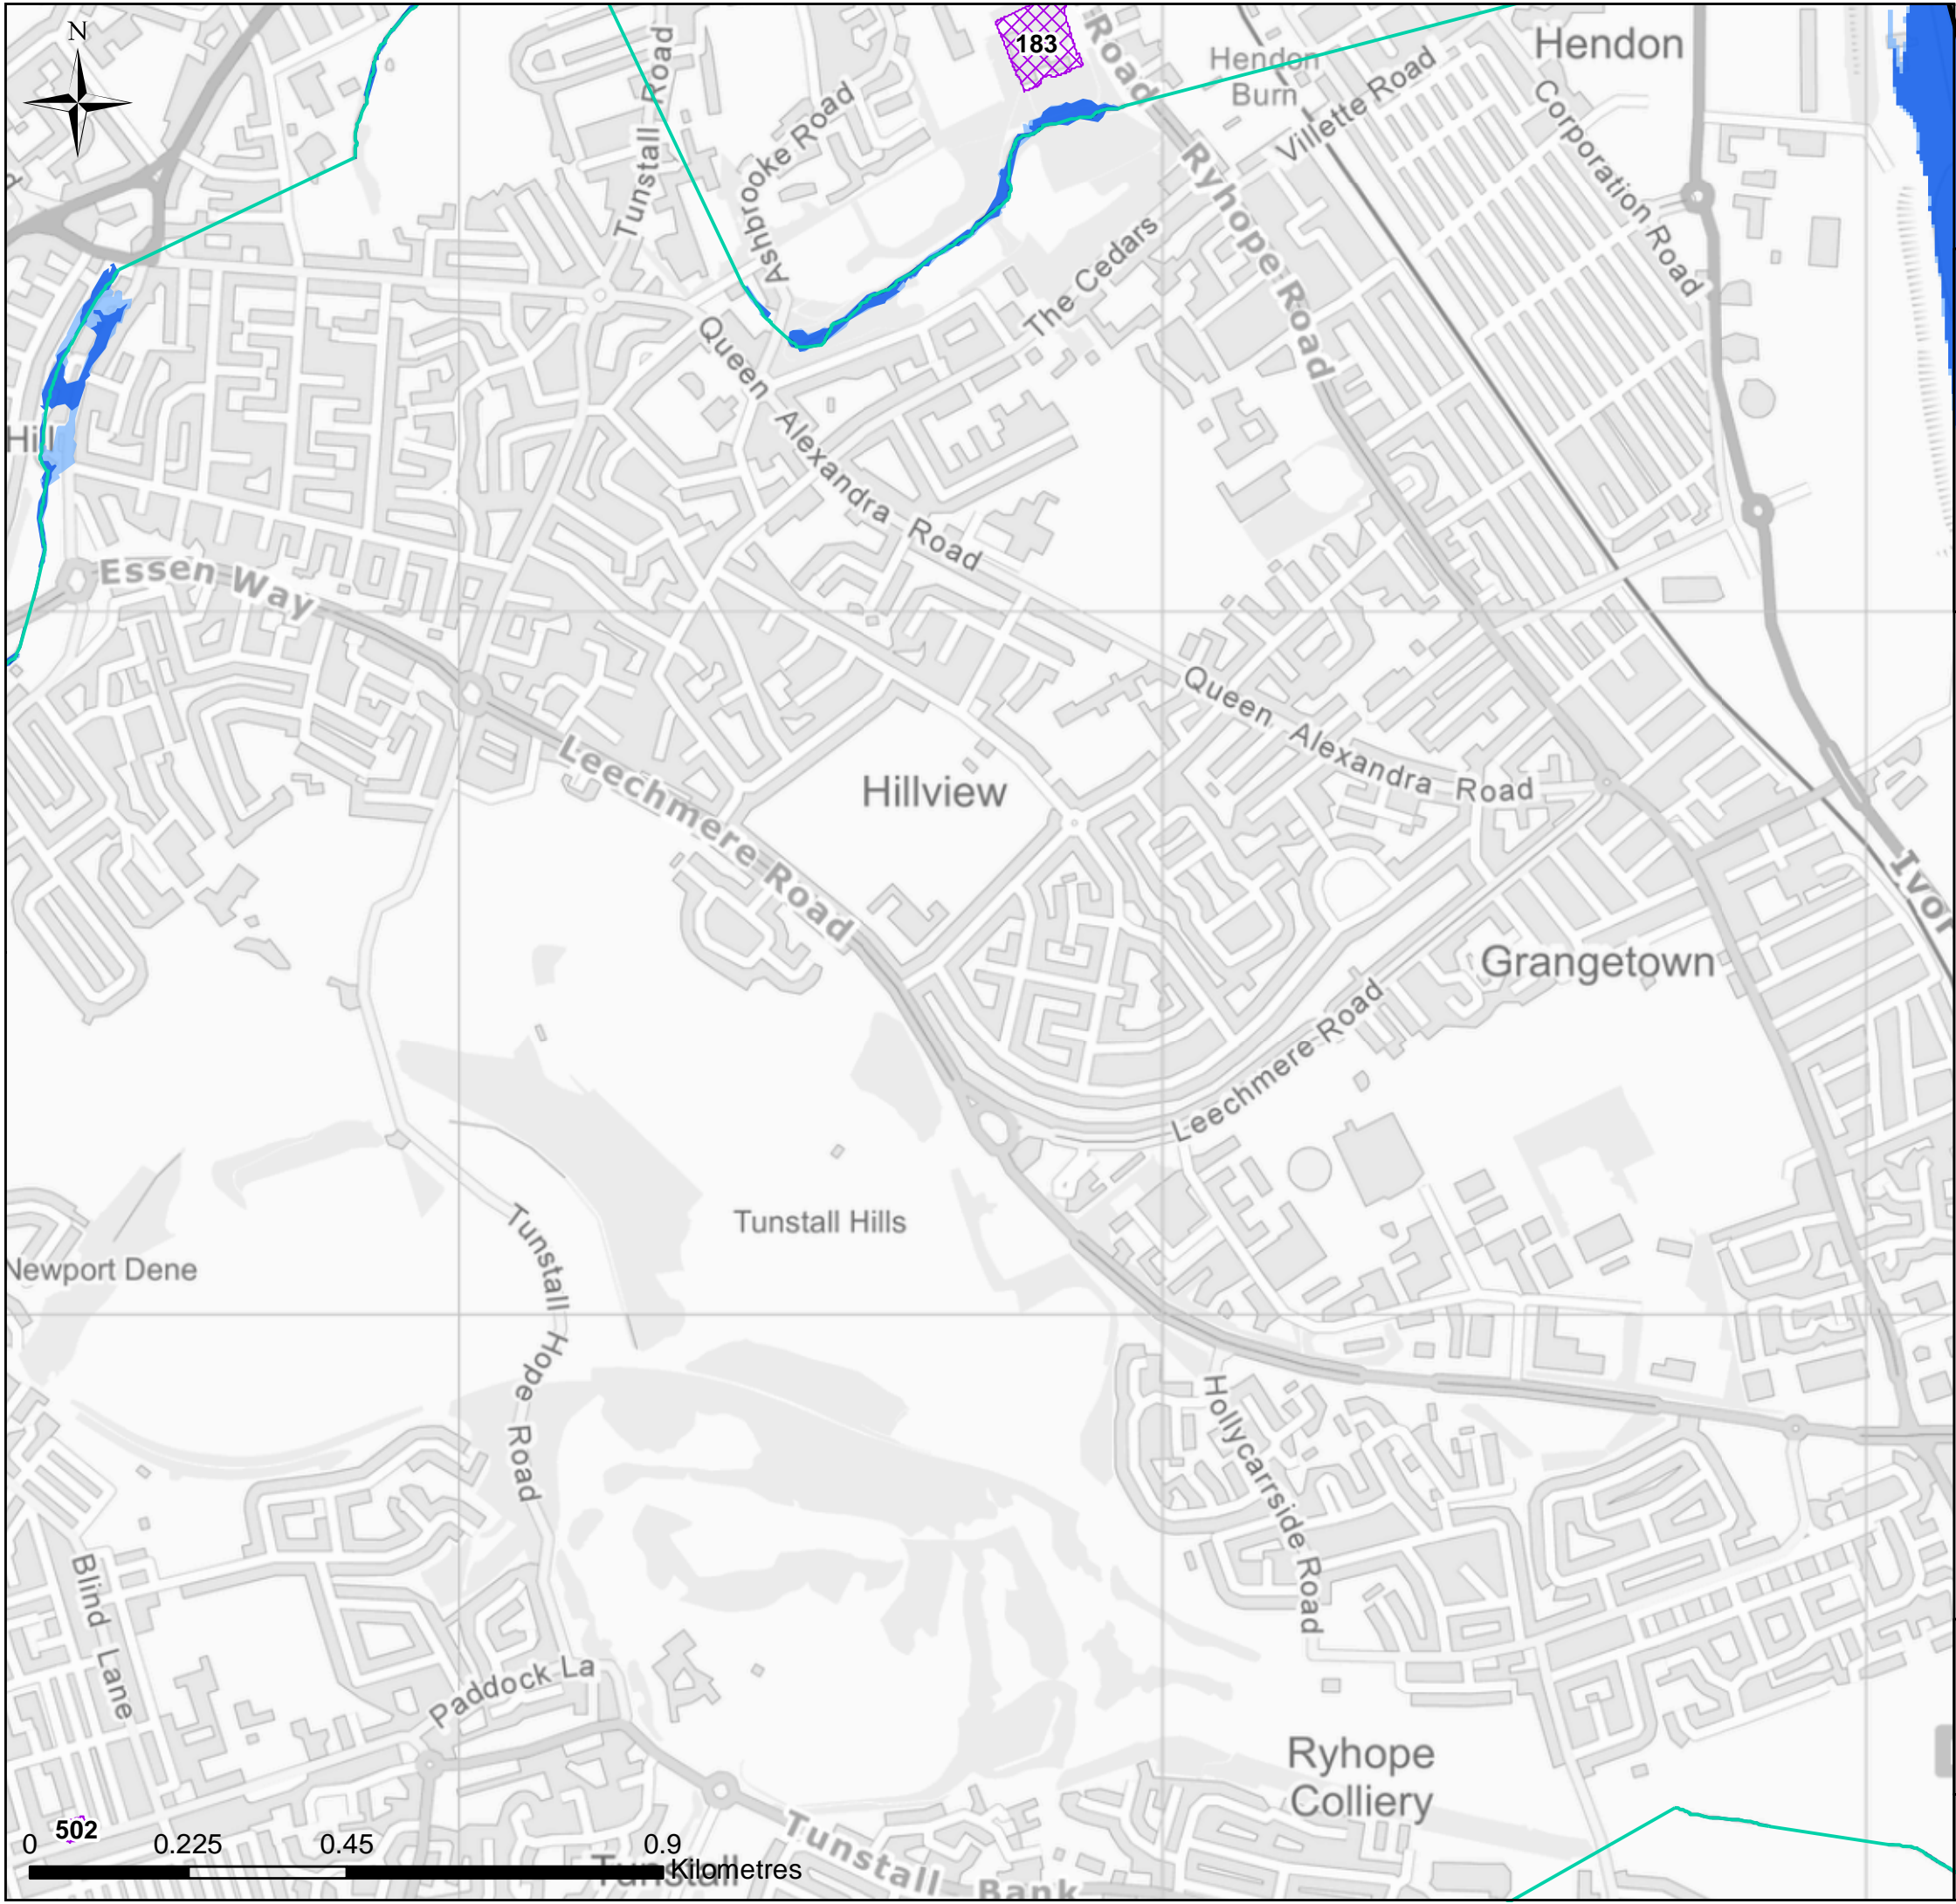 N
183
Road
Hendon
Hendon
Burn
Villette Road
Corporation Road
Tunstall Road
Ashbrooke Road
Ryhope Road
The Cedars
Queen Alexandra Road
Hill
Essen Way
Queen Alexandra Road
Leechmere Road
Hillview
Ivor
Grangetown
Leechmere Road
Tunstall Hills
Newport Dene
Tunstall Hope Road
Hollycarrside Road
Blind Lane
Paddock La
Ryhope
Colliery
502
0 0.225 0.45 0.9
Kilometres
Tunstall
Tunstall Bank